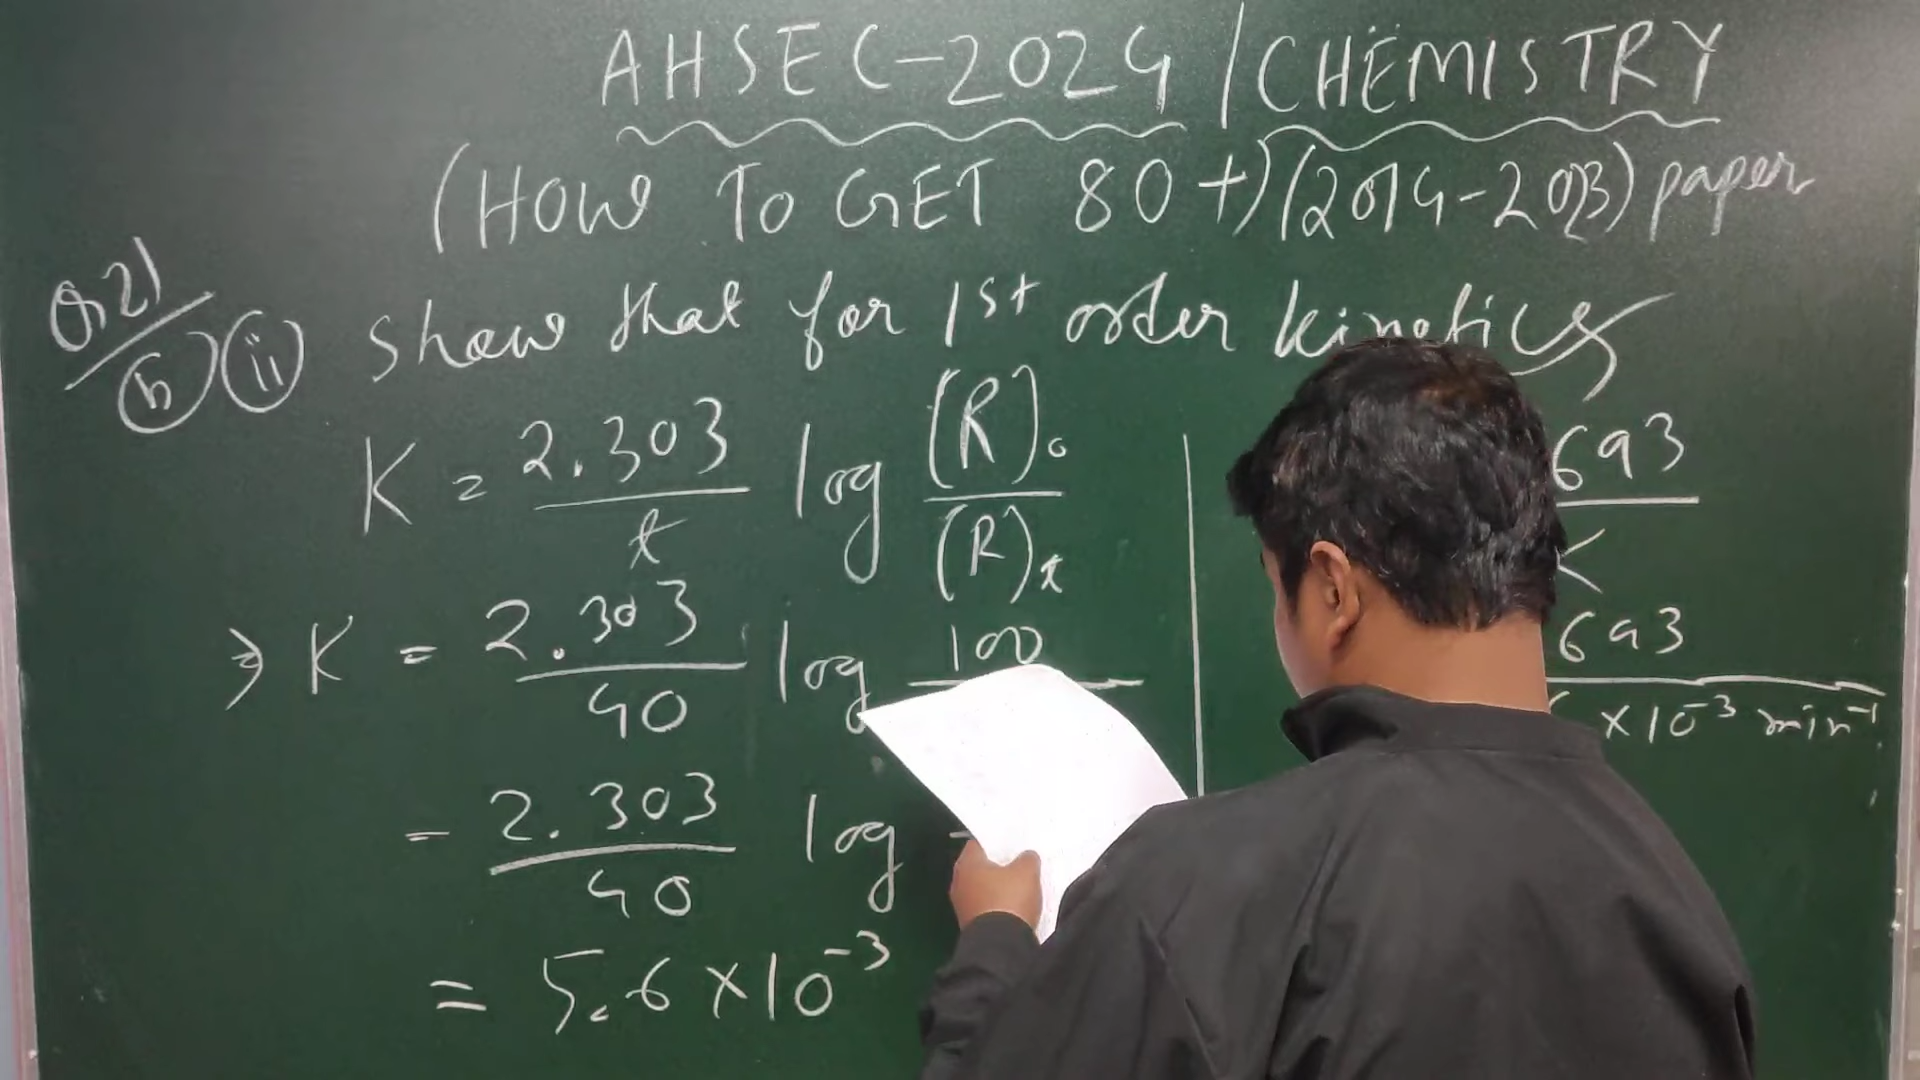 AHSEC-2024 / CHEMISTRY
(HOW TO GET 80+) (2014-2023) paper
Q.21
b ii Show that for 1st order kinetics
K = 2.303 / t log (R)₀ / (R)t
⇒ K = 2.303 / 40 log 100
= 2.303 / 40 log
= 5.6 × 10⁻³
693
693
× 10⁻³ min⁻¹